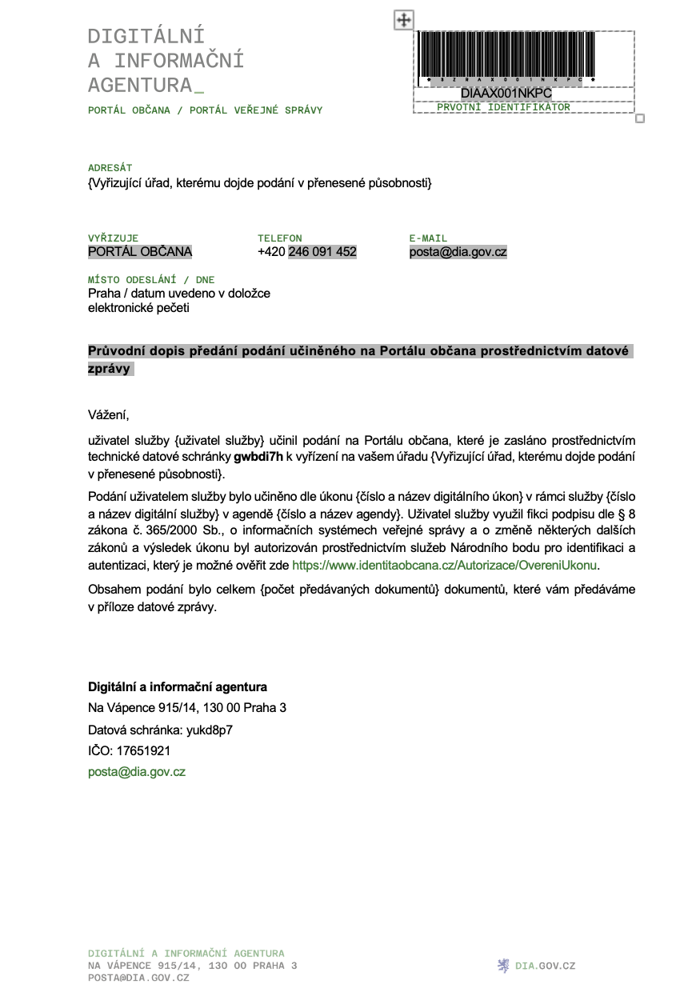 DIGITÁLNÍ
A INFORMAČNÍ
AGENTURA_
PORTÁL OBČANA / PORTÁL VEŘEJNÉ SPRÁVY
* S Z R A X 0 0 1 N K P C *
DIAAX001NKPC
PRVOTNÍ IDENTIFIKÁTOR
ADRESÁT
{Vyřizující úřad, kterému dojde podání v přenesené působnosti}
VYŘIZUJE TELEFON E-MAIL
PORTÁL OBČANA +420 246 091 452 posta@dia.gov.cz
MÍSTO ODESLÁNÍ / DNE
Praha / datum uvedeno v doložce
elektronické pečeti
Průvodní dopis předání podání učiněného na Portálu občana prostřednictvím datové
zprávy
Vážení,
uživatel služby {uživatel služby} učinil podání na Portálu občana, které je zasláno prostřednictvím
technické datové schránky gwbdi7h k vyřízení na vašem úřadu {Vyřizující úřad, kterému dojde podání
v přenesené působnosti}.
Podání uživatelem služby bylo učiněno dle úkonu {číslo a název digitálního úkon} v rámci služby {číslo
a název digitální služby} v agendě {číslo a název agendy}. Uživatel služby využil fikci podpisu dle § 8
zákona č. 365/2000 Sb., o informačních systémech veřejné správy a o změně některých dalších
zákonů a výsledek úkonu byl autorizován prostřednictvím služeb Národního bodu pro identifikaci a
autentizaci, který je možné ověřit zde https://www.identitaobcana.cz/Autorizace/OvereniUkonu.
Obsahem podání bylo celkem {počet předávaných dokumentů} dokumentů, které vám předáváme
v příloze datové zprávy.
Digitální a informační agentura
Na Vápence 915/14, 130 00 Praha 3
Datová schránka: yukd8p7
IČO: 17651921
posta@dia.gov.cz
DIGITÁLNÍ A INFORMAČNÍ AGENTURA
NA VÁPENCE 915/14, 130 00 PRAHA 3
POSTA@DIA.GOV.CZ
DIA.GOV.CZ